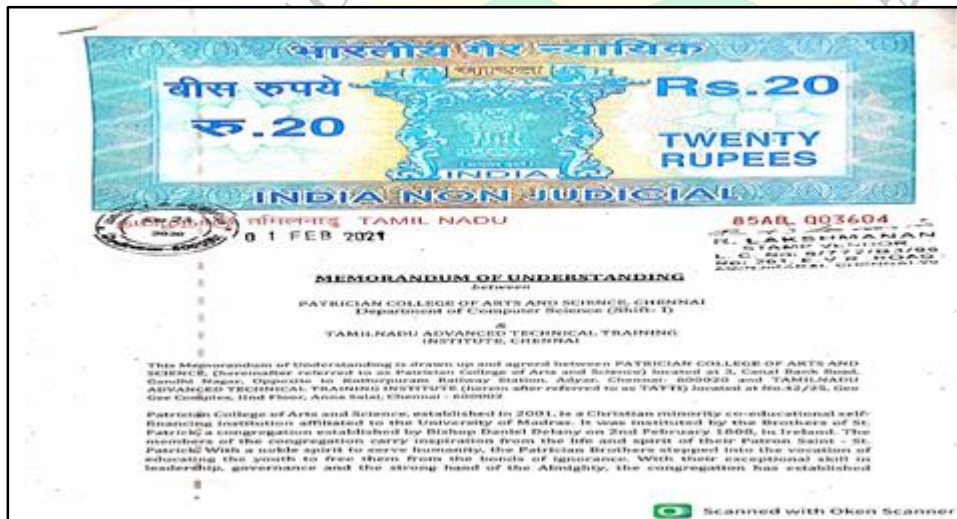 भारतीय गैर न्यायिक
भारत
बीस रुपये
रु.20
Rs.20
TWENTY
RUPEES
INDIA
INDIA NON JUDICIAL
तमिलनाडु TAMIL NADU
85AB 003604
0 1 FEB 2021
R. LAKSHMANAN
STAMP VENDOR
MEMORANDUM OF UNDERSTANDING
between
PATRICIAN COLLEGE OF ARTS AND SCIENCE, CHENNAI
Department of Computer Science (Shift- I)
&
TAMILNADU ADVANCED TECHNICAL TRAINING
INSTITUTE, CHENNAI
This Memorandum of Understanding is drawn up and agreed between PATRICIAN COLLEGE OF ARTS AND
SCIENCE, (hereinafter referred to as Patrician College of Arts and Science) located at 3, Canal Bank Road,
Gandhi Nagar, Opposite to Kotturpuram Railway Station, Adyar, Chennai- 600020 and TAMILNADU
ADVANCED TECHNICAL TRAINING INSTITUTE (herein after referred to as TATTI) located at No.42/25, Gee
Gee Complex, IInd Floor, Anna Salai, Chennai - 600002
Patrician College of Arts and Science, established in 2001, is a Christian minority co-educational self-
financing institution affiliated to the University of Madras. It was instituted by the Brothers of St.
Patrick, a congregation established by Bishop Daniel Delany on 2nd February 1808, in Ireland. The
members of the congregation carry inspiration from the life and spirit of their Patron Saint - St.
Patrick. With a noble spirit to serve humanity, the Patrician Brothers stepped into the vocation of
educating the youth to free them from the bonds of ignorance. With their exceptional skill in
leadership, governance and the strong hand of the Almighty, the congregation has established
Scanned with Oken Scanner